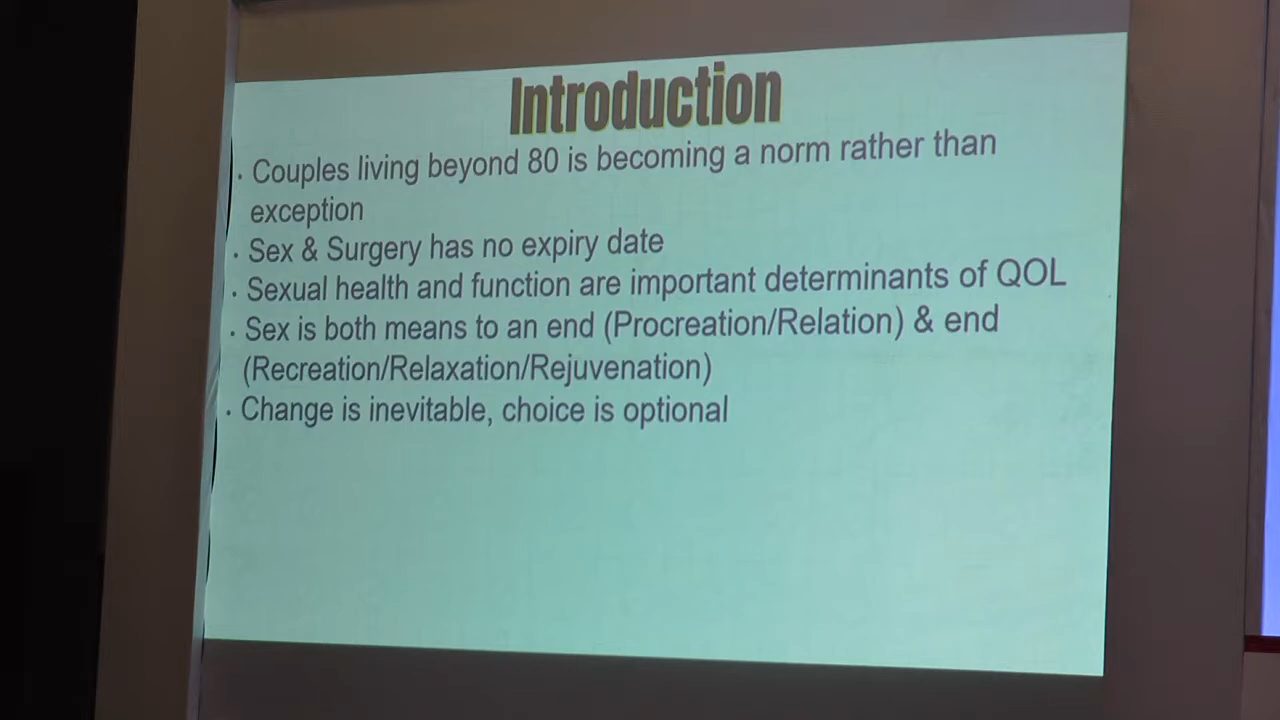 Introduction
· Couples living beyond 80 is becoming a norm rather than
exception
· Sex & Surgery has no expiry date
· Sexual health and function are important determinants of QOL
· Sex is both means to an end (Procreation/Relation) & end
(Recreation/Relaxation/Rejuvenation)
· Change is inevitable, choice is optional